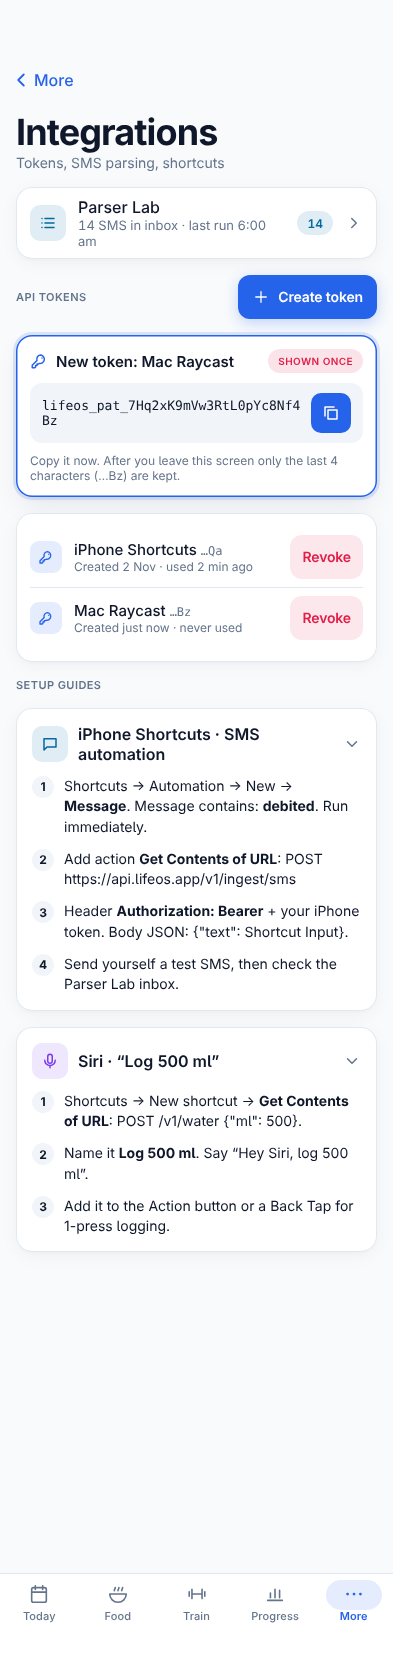 More
Integrations
Tokens, SMS parsing, shortcuts
Parser Lab
14 SMS in inbox · last run 6:00
am
14
API TOKENS
Create token
New token: Mac Raycast
SHOWN ONCE
lifeos_pat_7Hq2xK9mVw3RtL0pYc8Nf4
Bz
Copy it now. After you leave this screen only the last 4
characters (…Bz) are kept.
iPhone Shortcuts …Qa
Created 2 Nov · used 2 min ago
Revoke
Mac Raycast …Bz
Created just now · never used
Revoke
SETUP GUIDES
iPhone Shortcuts · SMS
automation
1 Shortcuts → Automation → New →
Message. Message contains: debited. Run
immediately.
2 Add action Get Contents of URL: POST
https://api.lifeos.app/v1/ingest/sms
3 Header Authorization: Bearer + your iPhone
token. Body JSON: {"text": Shortcut Input}.
4 Send yourself a test SMS, then check the
Parser Lab inbox.
Siri · “Log 500 ml”
1 Shortcuts → New shortcut → Get Contents
of URL: POST /v1/water {"ml": 500}.
2 Name it Log 500 ml. Say “Hey Siri, log 500
ml”.
3 Add it to the Action button or a Back Tap for
1-press logging.
Today
Food
Train
Progress
More